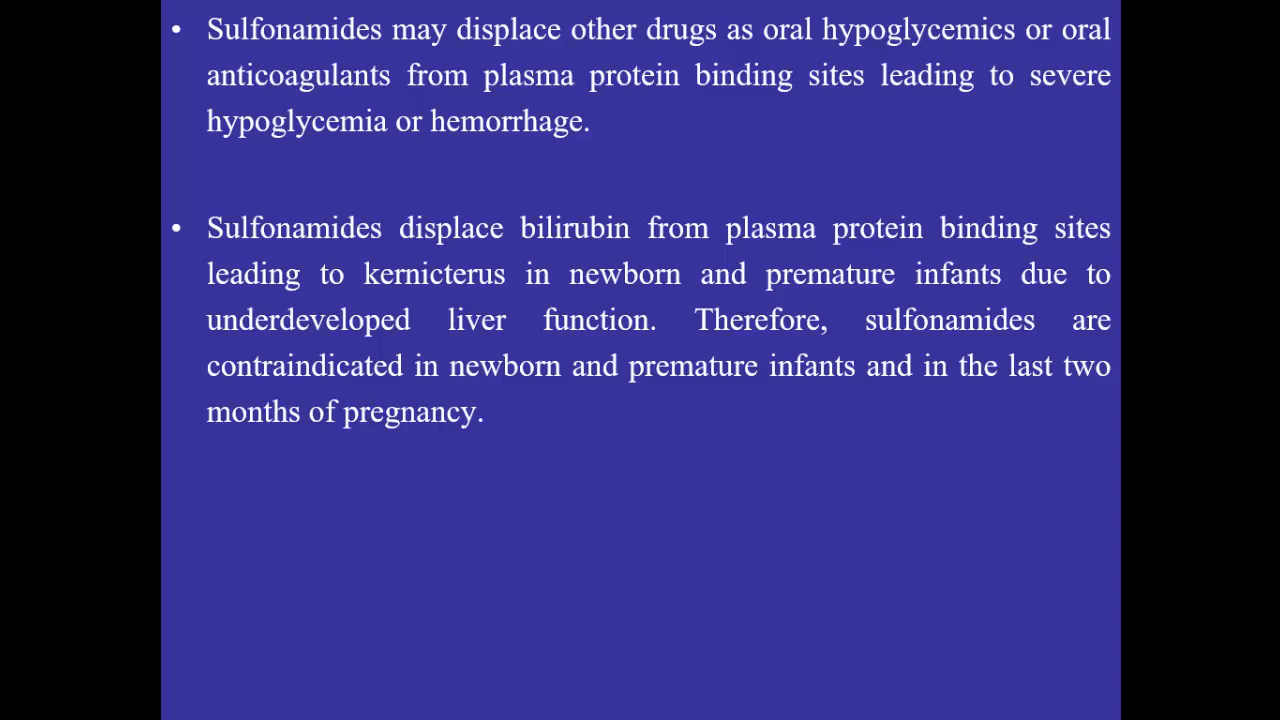 • Sulfonamides may displace other drugs as oral hypoglycemics or oral
anticoagulants from plasma protein binding sites leading to severe
hypoglycemia or hemorrhage.
• Sulfonamides displace bilirubin from plasma protein binding sites
leading to kernicterus in newborn and premature infants due to
underdeveloped liver function. Therefore, sulfonamides are
contraindicated in newborn and premature infants and in the last two
months of pregnancy.